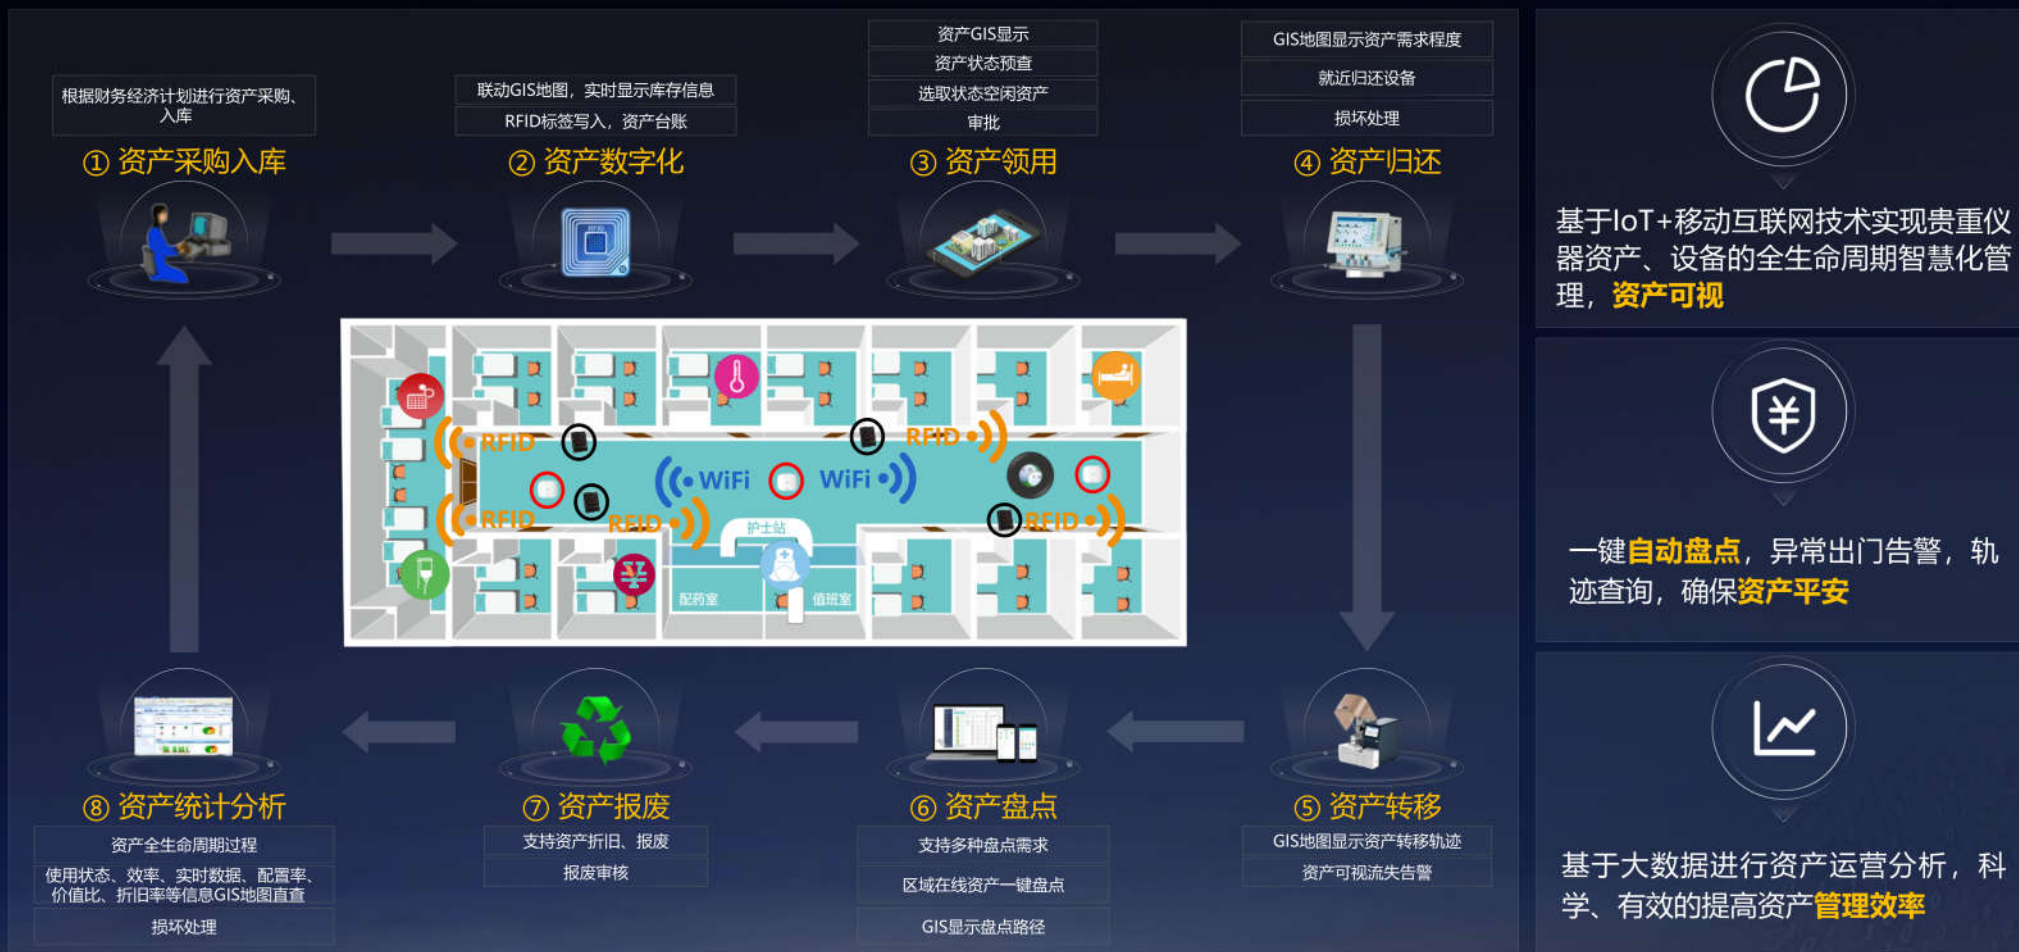 根据财务经济计划进行资产采购、
入库
① 资产采购入库
联动GIS地图，实时显示库存信息
RFID标签写入，资产台账
② 资产数字化
RFID
资产GIS显示
资产状态预查
选取状态空闲资产
审批
③ 资产领用
GIS地图显示资产需求程度
就近归还设备
损坏处理
④ 资产归还
RFID
RFID
WiFi
WiFi
RFID
RFID
RFID
护士站
配药室
值班室
⑧ 资产统计分析
资产全生命周期过程
使用状态、效率、实时数据、配置率、
价值比、折旧率等信息GIS地图直查
损坏处理
⑦ 资产报废
支持资产折旧、报废
报废审核
⑥ 资产盘点
支持多种盘点需求
区域在线资产一键盘点
GIS显示盘点路径
⑤ 资产转移
GIS地图显示资产转移轨迹
资产可视流失告警
基于IoT+移动互联网技术实现贵重仪
器资产、设备的全生命周期智慧化管
理，资产可视
一键自动盘点，异常出门告警，轨
迹查询，确保资产平安
基于大数据进行资产运营分析，科
学、有效的提高资产管理效率